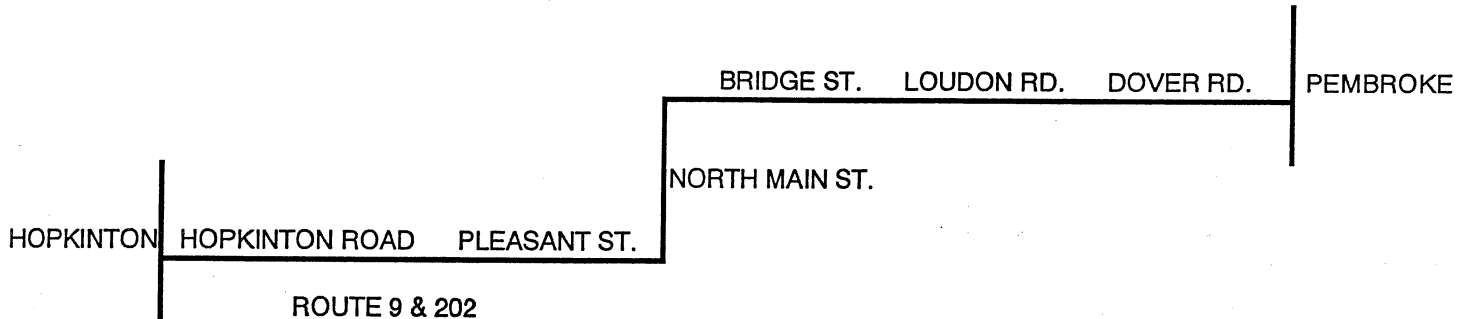 BRIDGE ST. LOUDON RD. DOVER RD. PEMBROKE
NORTH MAIN ST.
HOPKINTON HOPKINTON ROAD PLEASANT ST.
ROUTE 9 & 202